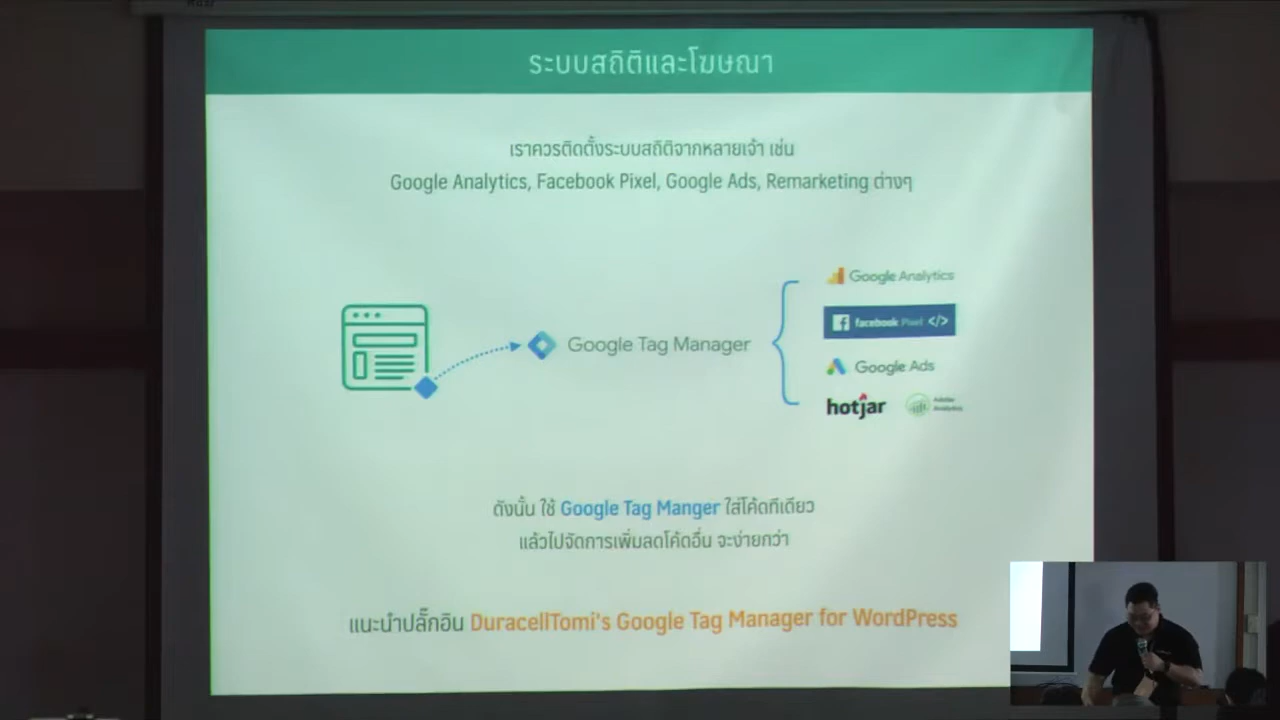 ระบบสถิติและโฆษณา
เราควรติดตั้งระบบสถิติจากหลายเจ้า เช่น
Google Analytics, Facebook Pixel, Google Ads, Remarketing ต่างๆ
Google Analytics
facebook Pixel </>
Google Tag Manager
Google Ads
hotjar
Adobe Analytics
ดังนั้น ใช้ Google Tag Manger ใส่โค้ดทีเดียว
แล้วไปจัดการเพิ่มลดโค้ดอื่น จะง่ายกว่า
แนะนำปลั๊กอิน DuracellTomi's Google Tag Manager for WordPress